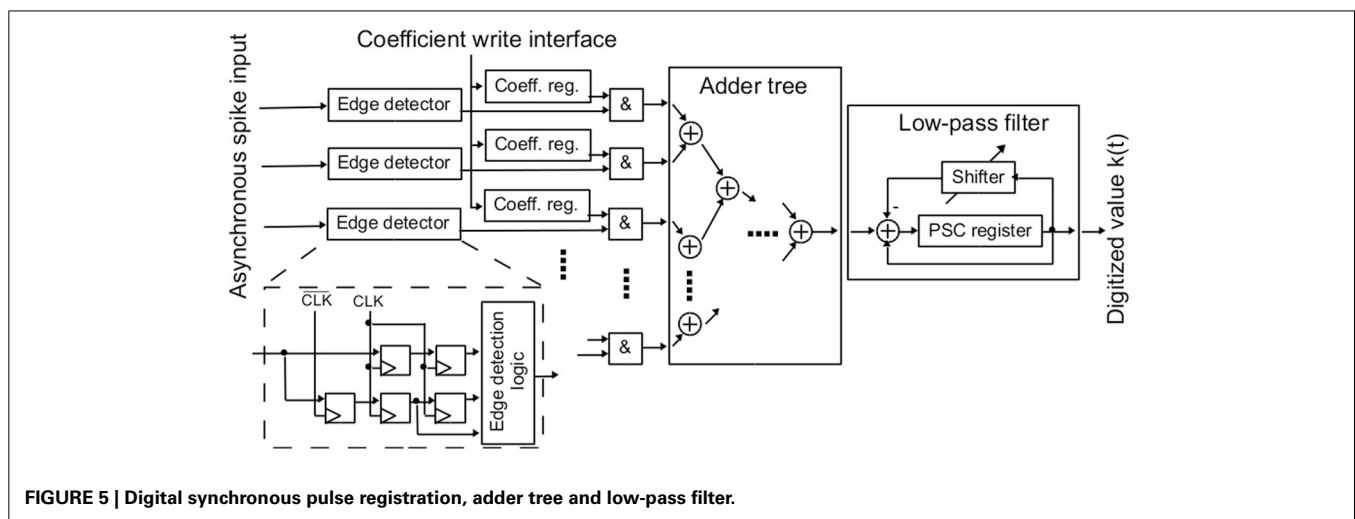 Asynchronous spike input
Coefficient write interface
Edge detector
Coeff. reg.
&
Edge detector
Coeff. reg.
&
Edge detector
Coeff. reg.
&
&
CLK
CLK
Edge detection
logic
Adder tree
Low-pass filter
Shifter
-
PSC register
Digitized value k(t)
FIGURE 5 | Digital synchronous pulse registration, adder tree and low-pass filter.